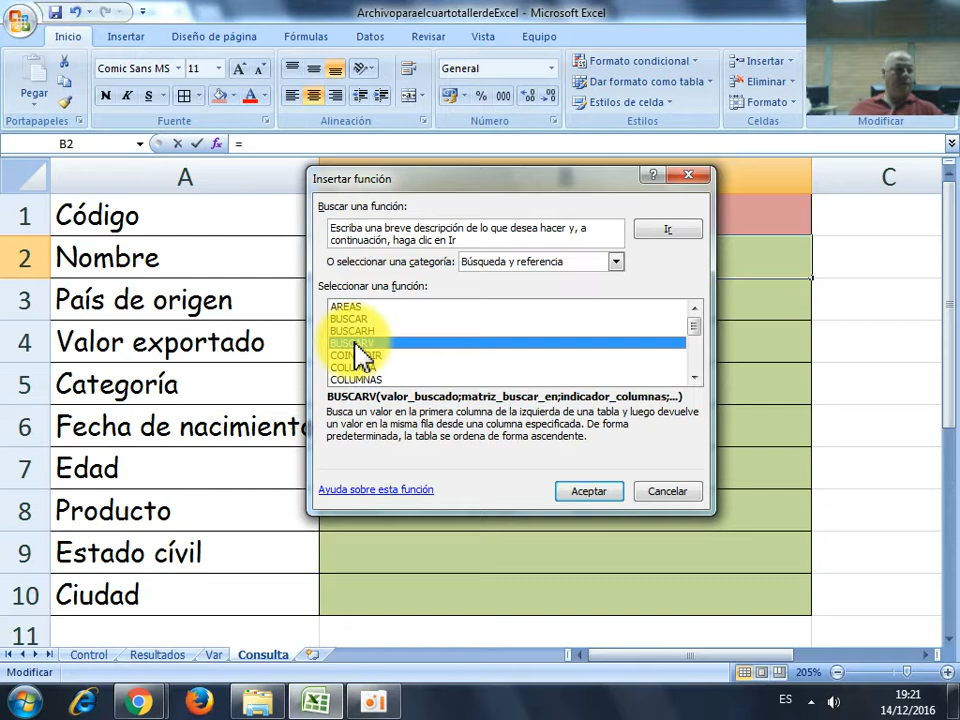 ArchivoparaelcuartotallerdeExcel - Microsoft Excel
Inicio Insertar Diseño de página Fórmulas Datos Revisar Vista Equipo
Pegar
Comic Sans MS 11 A A
N K S A
General
% 000
Formato condicional
Dar formato como tabla
Estilos de celda
Insertar
Eliminar
Formato
Portapapeles Fuente Alineación Número Estilos Celdas Modificar
B2 fx =
A B C
1 Código
2 Nombre
3 País de origen
4 Valor exportado
5 Categoría
6 Fecha de nacimiento
7 Edad
8 Producto
9 Estado cívil
10 Ciudad
11
Insertar función
Buscar una función:
Escriba una breve descripción de lo que desea hacer y, a
continuación, haga clic en Ir
Ir
O seleccionar una categoría: Búsqueda y referencia
Seleccionar una función:
AREAS
BUSCAR
BUSCARH
BUSCARV
COINCIDIR
COLUMNA
COLUMNAS
BUSCARV(valor_buscado;matriz_buscar_en;indicador_columnas;...)
Busca un valor en la primera columna de la izquierda de una tabla y luego devuelve
un valor en la misma fila desde una columna especificada. De forma
predeterminada, la tabla se ordena de forma ascendente.
Ayuda sobre esta función
Aceptar Cancelar
Control Resultados Var Consulta
Modificar 205%
ES 19:21
14/12/2016